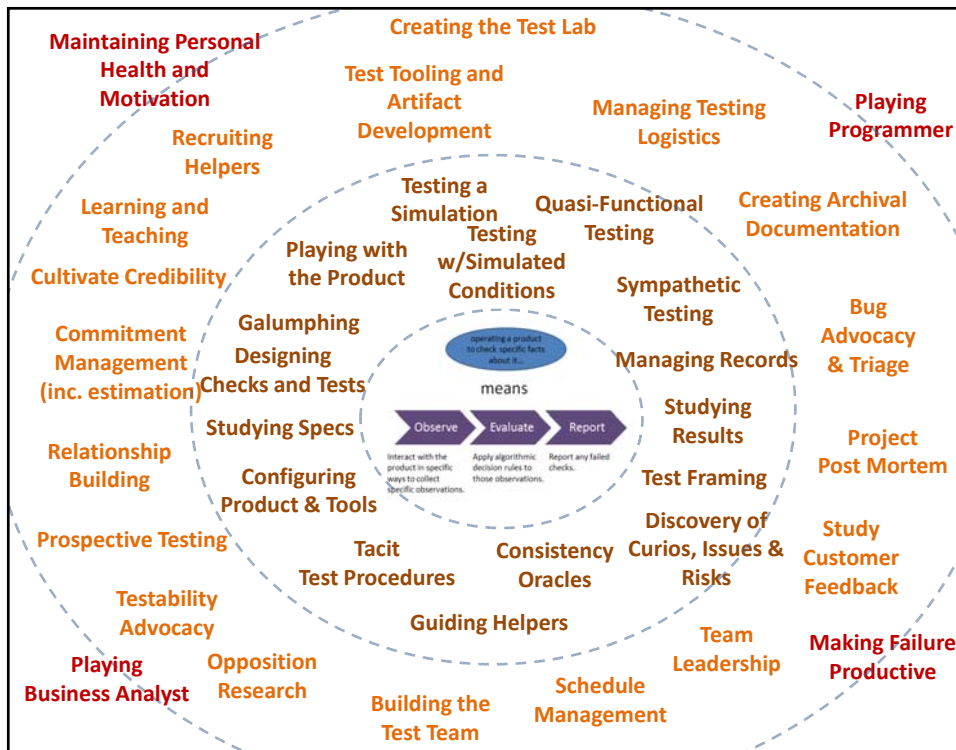 Creating the Test Lab
Maintaining Personal
Health and
Motivation
Test Tooling and
Artifact
Development
Managing Testing
Logistics
Playing
Programmer
Recruiting
Helpers
Testing a
Simulation
Quasi-Functional
Testing
Creating Archival
Documentation
Learning and
Teaching
Playing with
the Product
Testing
w/Simulated
Conditions
Cultivate Credibility
Sympathetic
Testing
Bug
Advocacy
& Triage
Galumphing
Commitment
Management
(inc. estimation)
Designing
Checks and Tests
operating a product
to check specific facts
about it...
means
Managing Records
Studying Specs
Observe
Evaluate
Report
Interact with the
product in specific
ways to collect
specific observations.
Apply algorithmic
decision rules to
those observations.
Report any failed
checks.
Studying
Results
Relationship
Building
Project
Post Mortem
Configuring
Product & Tools
Test Framing
Prospective Testing
Tacit
Test Procedures
Consistency
Oracles
Discovery of
Curios, Issues &
Risks
Study
Customer
Feedback
Testability
Advocacy
Guiding Helpers
Team
Leadership
Making Failure
Productive
Playing
Business Analyst
Opposition
Research
Building the
Test Team
Schedule
Management